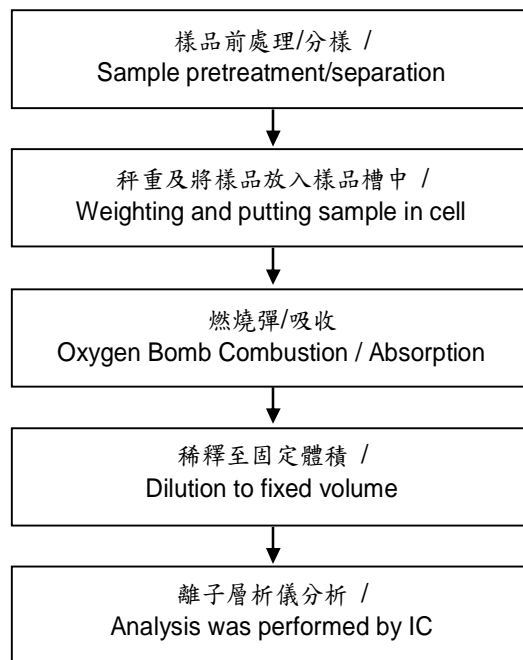 樣品前處理/分樣 /
Sample pretreatment/separation
秤重及將樣品放入樣品槽中 /
Weighting and putting sample in cell
燃燒彈/吸收
Oxygen Bomb Combustion / Absorption
稀釋至固定體積 /
Dilution to fixed volume
離子層析儀分析 /
Analysis was performed by IC